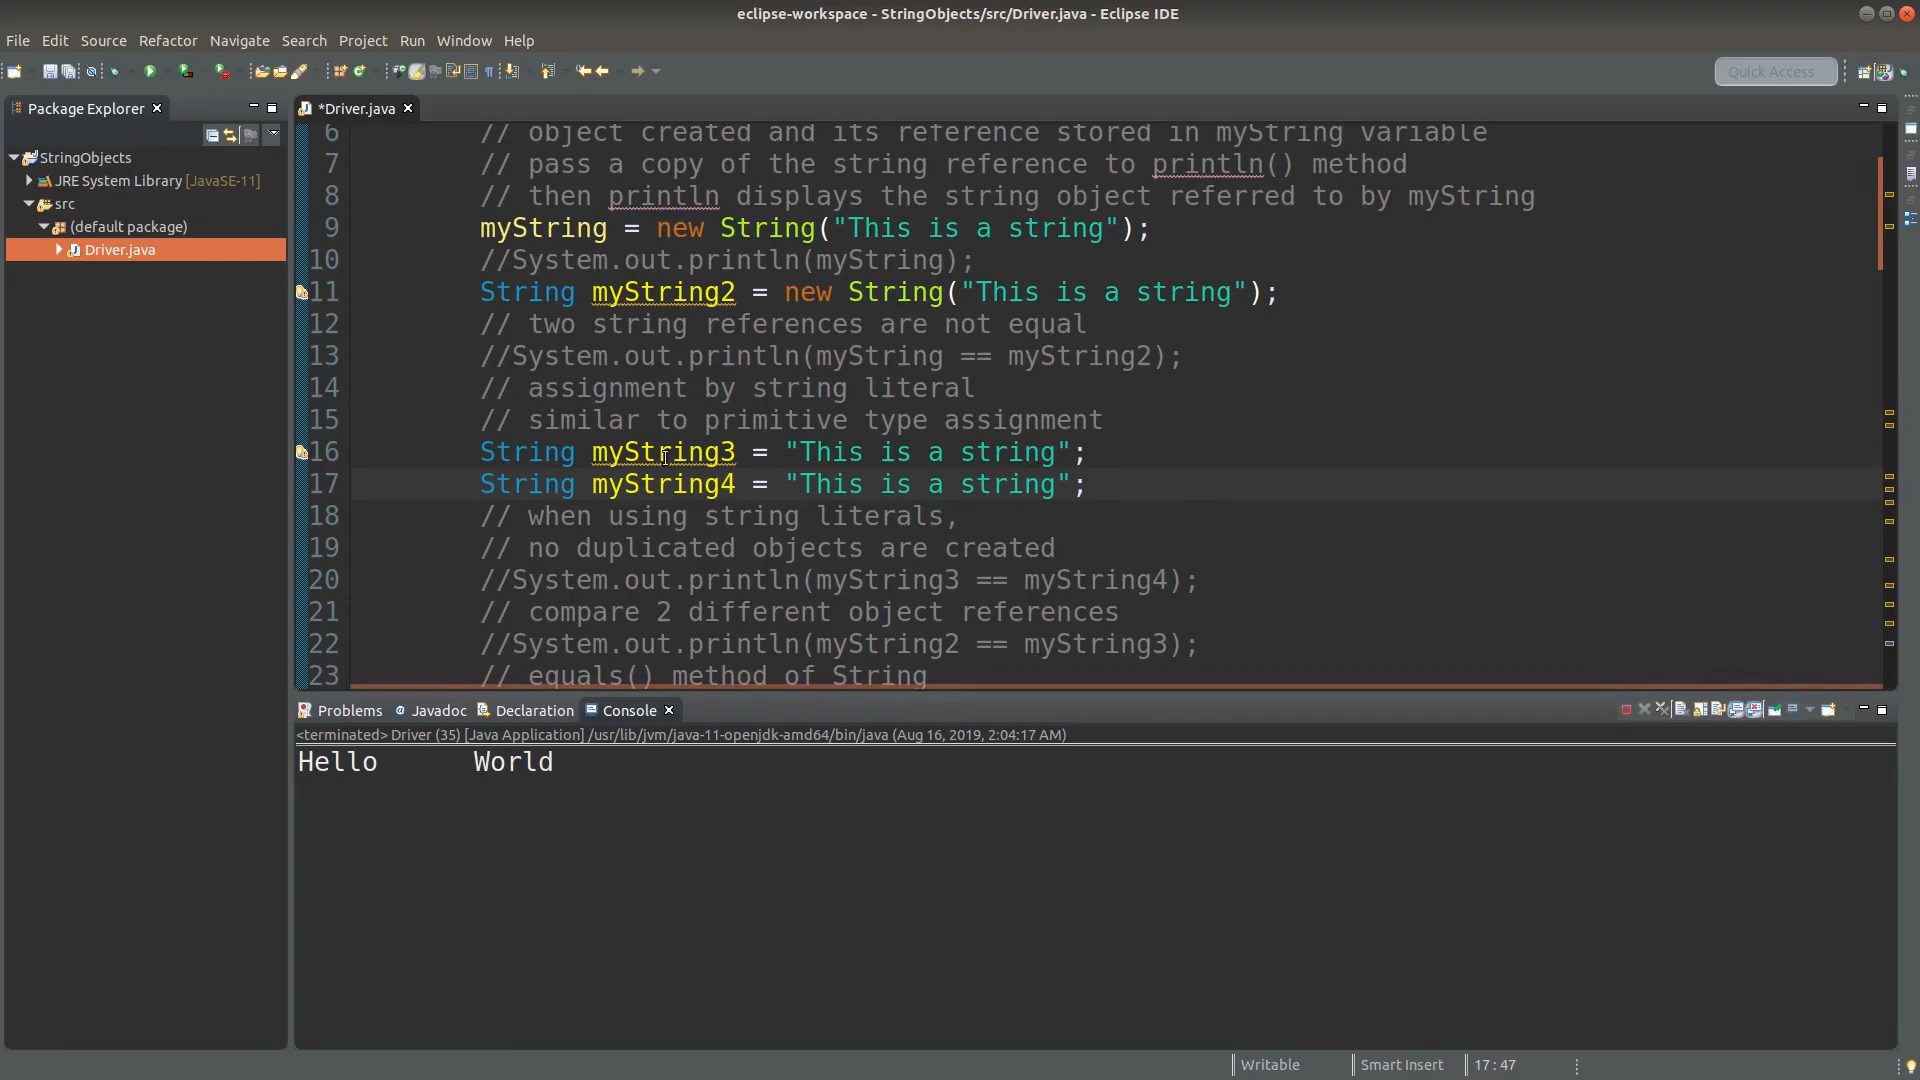 eclipse-workspace - StringObjects/src/Driver.java - Eclipse IDE
File Edit Source Refactor Navigate Search Project Run Window Help
Quick Access
Package Explorer
*Driver.java
StringObjects
JRE System Library [JavaSE-11]
src
(default package)
Driver.java
6 // object created and its reference stored in myString variable
7 // pass a copy of the string reference to println() method
8 // then println displays the string object referred to by myString
9 myString = new String("This is a string");
10 //System.out.println(myString);
11 String myString2 = new String("This is a string");
12 // two string references are not equal
13 //System.out.println(myString == myString2);
14 // assignment by string literal
15 // similar to primitive type assignment
16 String myString3 = "This is a string";
17 String myString4 = "This is a string";
18 // when using string literals,
19 // no duplicated objects are created
20 //System.out.println(myString3 == myString4);
21 // compare 2 different object references
22 //System.out.println(myString2 == myString3);
23 // equals() method of String
Problems Javadoc Declaration Console
<terminated> Driver (35) [Java Application] /usr/lib/jvm/java-11-openjdk-amd64/bin/java (Aug 16, 2019, 2:04:17 AM)
Hello World
Writable Smart Insert 17 : 47